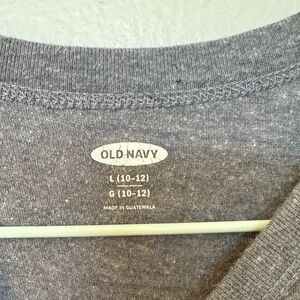 OLD NAVY
L (10-12)
G (10-12)
MADE IN GUATEMALA